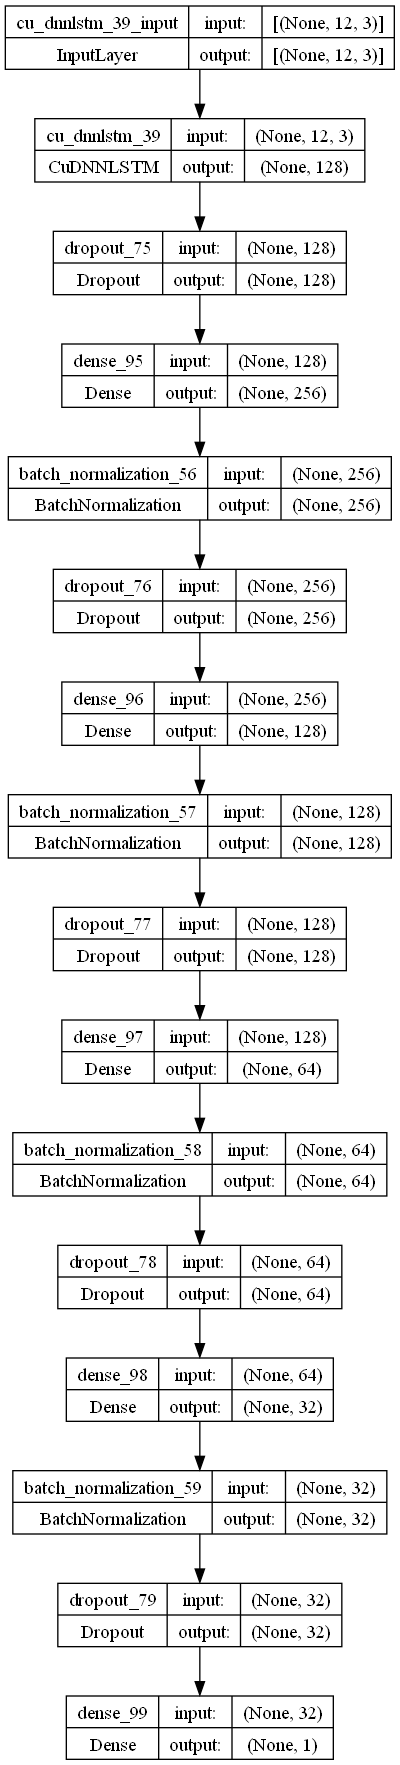 cu_dnnlstm_39_input input: [(None, 12, 3)]
InputLayer output: [(None, 12, 3)]
cu_dnnlstm_39 input: (None, 12, 3)
CuDNNLSTM output: (None, 128)
dropout_75 input: (None, 128)
Dropout output: (None, 128)
dense_95 input: (None, 128)
Dense output: (None, 256)
batch_normalization_56 input: (None, 256)
BatchNormalization output: (None, 256)
dropout_76 input: (None, 256)
Dropout output: (None, 256)
dense_96 input: (None, 256)
Dense output: (None, 128)
batch_normalization_57 input: (None, 128)
BatchNormalization output: (None, 128)
dropout_77 input: (None, 128)
Dropout output: (None, 128)
dense_97 input: (None, 128)
Dense output: (None, 64)
batch_normalization_58 input: (None, 64)
BatchNormalization output: (None, 64)
dropout_78 input: (None, 64)
Dropout output: (None, 64)
dense_98 input: (None, 64)
Dense output: (None, 32)
batch_normalization_59 input: (None, 32)
BatchNormalization output: (None, 32)
dropout_79 input: (None, 32)
Dropout output: (None, 32)
dense_99 input: (None, 32)
Dense output: (None, 1)